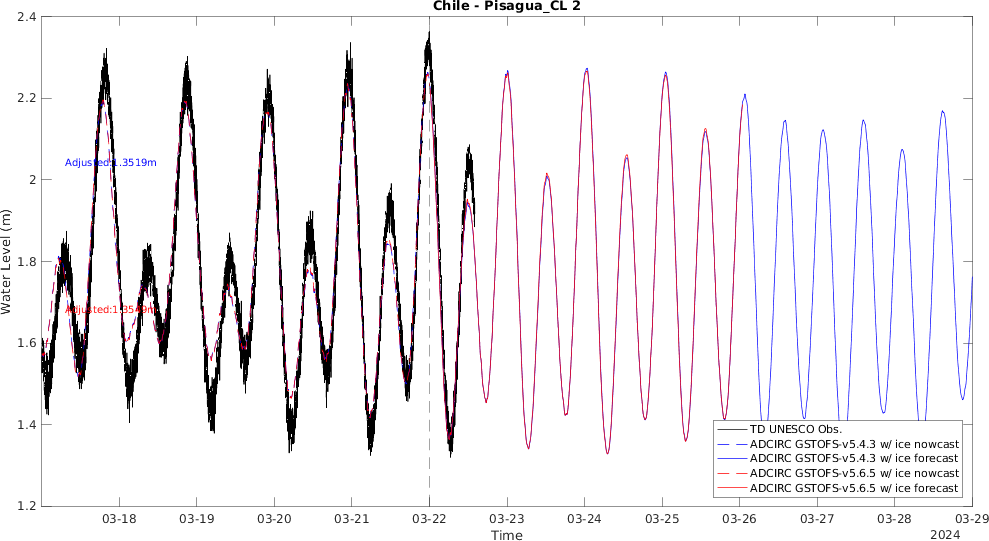 Chile - Pisagua_CL 2
Water Level (m)
2.4
2.2
2
1.8
1.6
1.4
1.2
Adjusted:1.3519m
Adjusted:1.3549m
TD UNESCO Obs.
ADCIRC GSTOFS-v5.4.3 w/ ice nowcast
ADCIRC GSTOFS-v5.4.3 w/ ice forecast
ADCIRC GSTOFS-v5.6.5 w/ ice nowcast
ADCIRC GSTOFS-v5.6.5 w/ ice forecast
03-18 03-19 03-20 03-21 03-22 03-23 03-24 03-25 03-26 03-27 03-28 03-29
Time
2024